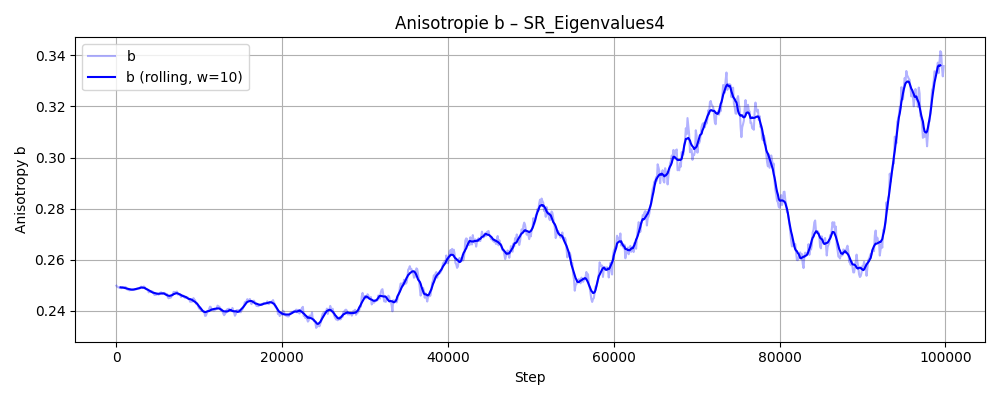 Anisotropie b – SR_Eigenvalues4
b
b (rolling, w=10)
Anisotropy b
0.34
0.32
0.30
0.28
0.26
0.24
0 20000 40000 60000 80000 100000
Step